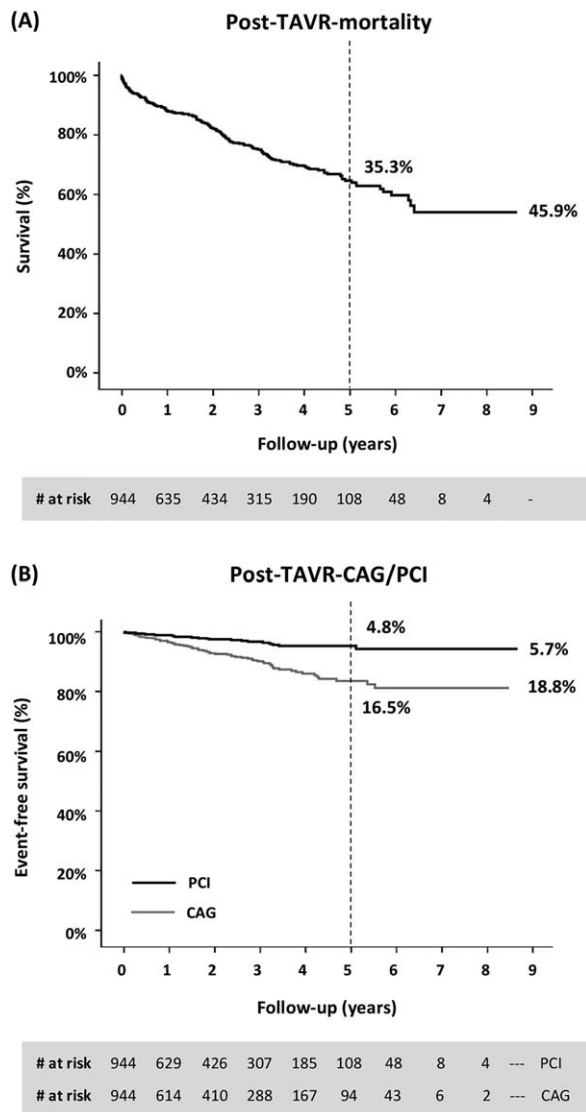 (A)
Post-TAVR-mortality
100%
80%
60%
40%
20%
0%
Survival (%)
35.3%
45.9%
0 1 2 3 4 5 6 7 8 9
Follow-up (years)
# at risk 944 635 434 315 190 108 48 8 4 -
(B)
Post-TAVR-CAG/PCI
100%
80%
60%
40%
20%
0%
Event-free survival (%)
4.8%
5.7%
18.8%
16.5%
PCI
CAG
0 1 2 3 4 5 6 7 8 9
Follow-up (years)
# at risk 944 629 426 307 185 108 48 8 4 --- PCI
# at risk 944 614 410 288 167 94 43 6 2 --- CAG